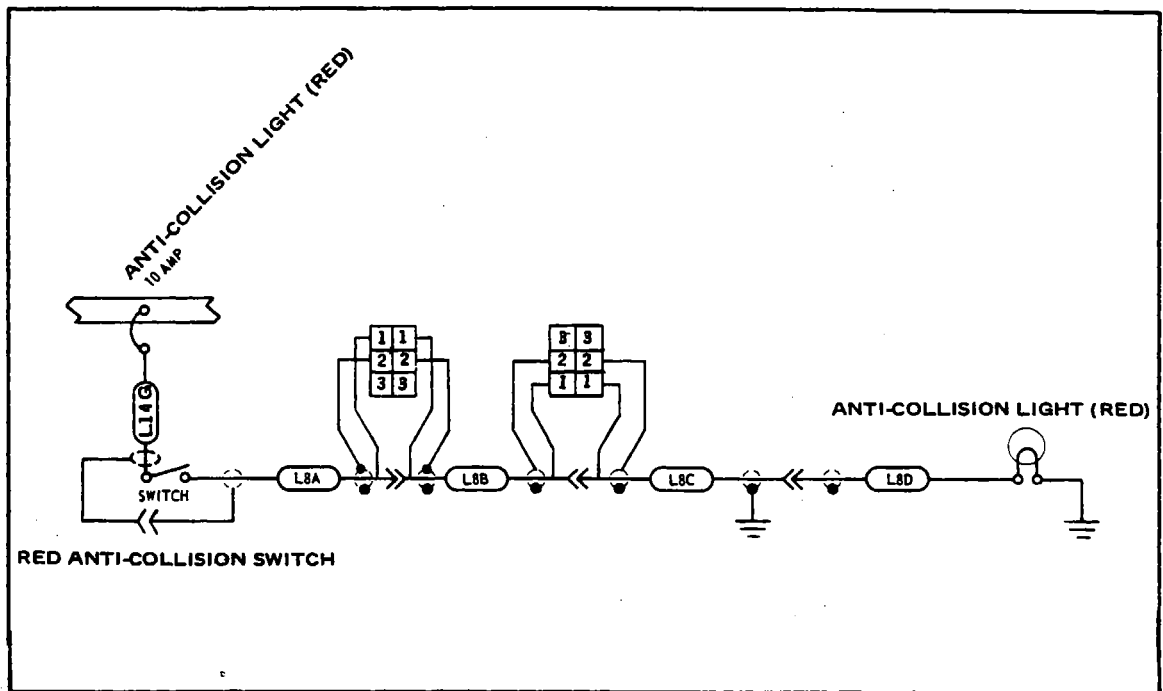 ANTI-COLLISION LIGHT (RED)
10 AMP
L14G
SWITCH
RED ANTI-COLLISION SWITCH
L8A
1 1
2 2
3 3
L8B
3 3
2 2
1 1
L8C
L8D
ANTI-COLLISION LIGHT (RED)